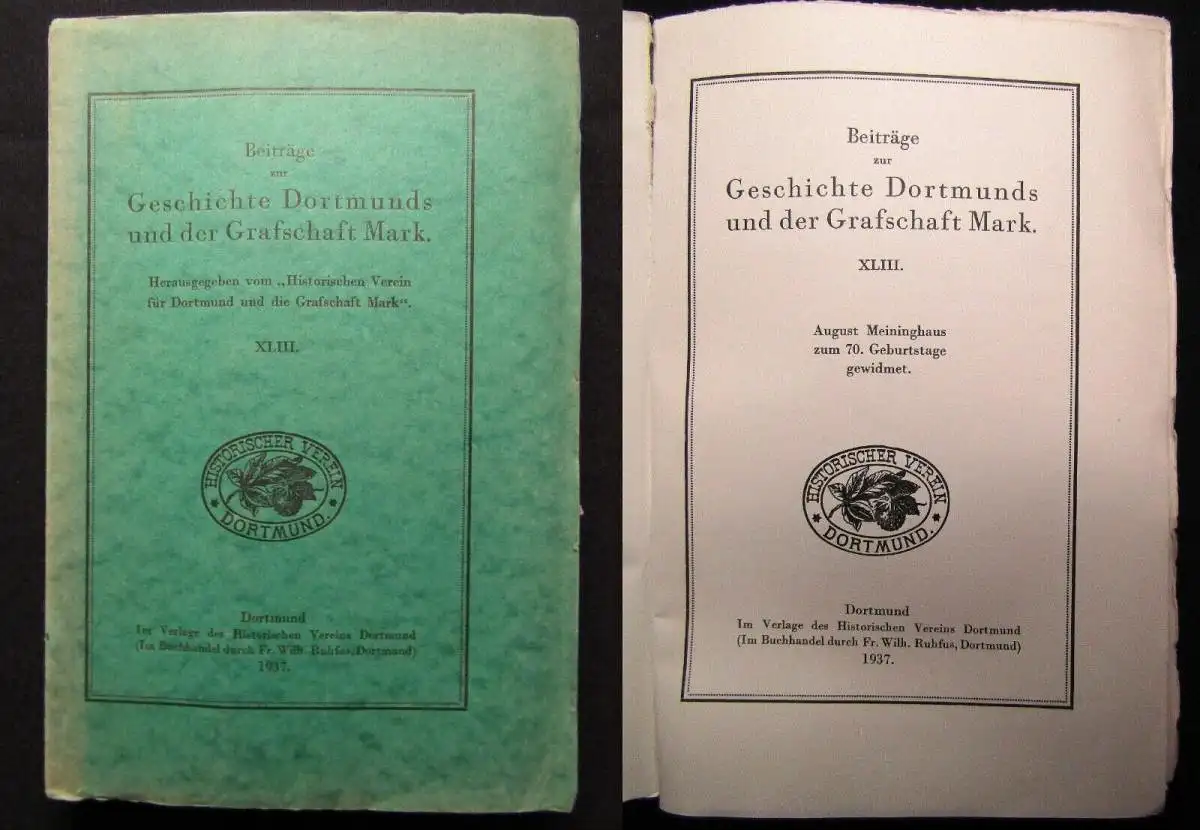 Beiträge
zur
Geschichte Dortmunds
und der Grafschaft Mark.
Herausgegeben vom „Historischen Verein
für Dortmund und die Grafschaft Mark“.
XLIII.
HISTORISCHER VEREIN
DORTMUND.
Dortmund
Im Verlage des Historischen Vereins Dortmund
(Im Buchhandel durch Fr. Wilh. Ruhfus, Dortmund)
1937.
Beiträge
zur
Geschichte Dortmunds
und der Grafschaft Mark.
XLIII.
August Meininghaus
zum 70. Geburtstage
gewidmet.
HISTORISCHER VEREIN
DORTMUND.
Dortmund
Im Verlage des Historischen Vereins Dortmund
(Im Buchhandel durch Fr. Wilh. Ruhfus, Dortmund)
1937.